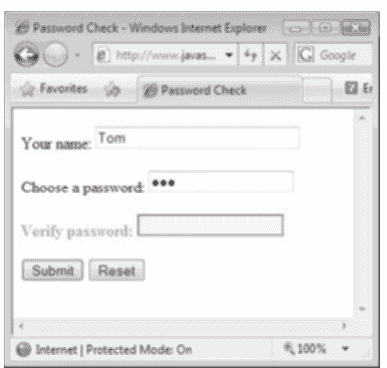 Password Check - Windows Internet Explorer
http://www.javas... Google
Favorites Password Check
Your name: Tom
Choose a password: •••
Verify password:
Submit Reset
Internet | Protected Mode: On 100%